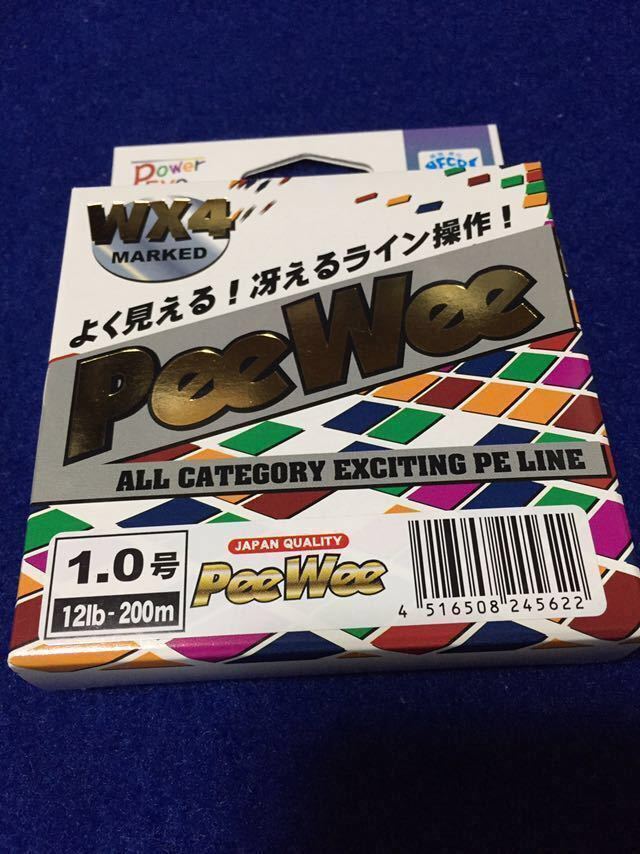 Power
WX4
MARKED
よく見える！冴えるライン操作！
PeeWee
ALL CATEGORY EXCITING PE LINE
JAPAN QUALITY
1.0号
PeeWee
12lb-200m
4 516508 245622